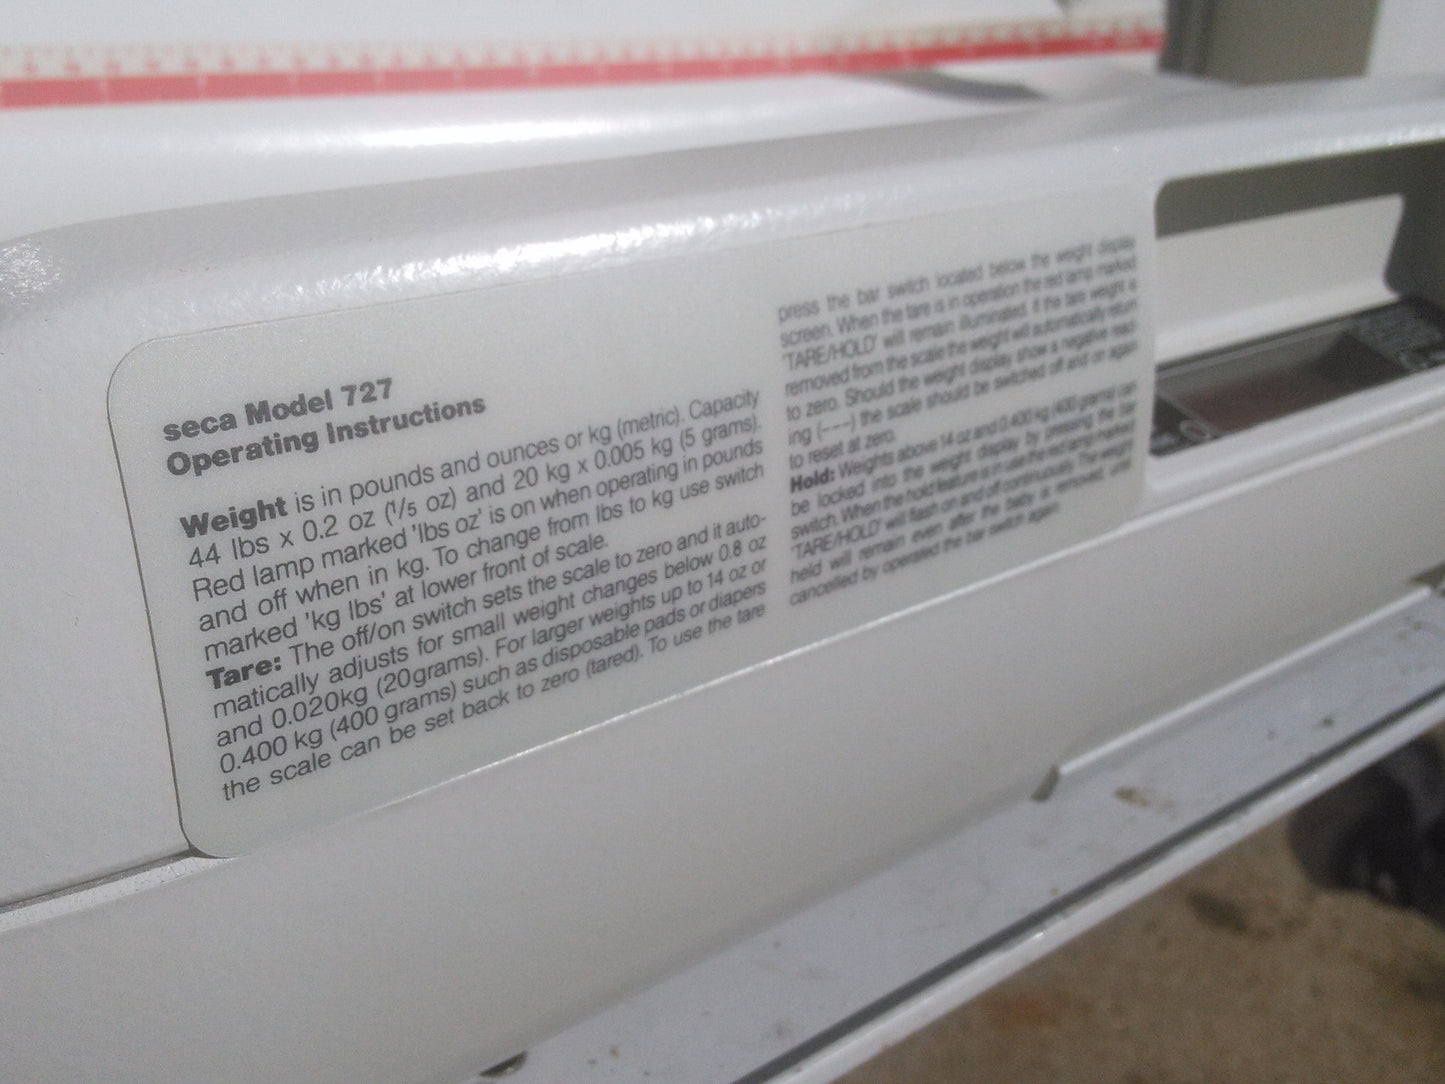 seca Model 727
Operating Instructions
Weight is in pounds and ounces or kg (metric). Capacity
44 lbs x 0.2 oz (1/5 oz) and 20 kg x 0.005 kg (5 grams).
Red lamp marked 'lbs oz' is on when operating in pounds
and off when in kg. To change from lbs to kg use switch
marked 'kg lbs' at lower front of scale.
Tare: The off/on switch sets the scale to zero and it auto-
matically adjusts for small weight changes below 0.8 oz
and 0.020kg (20grams). For larger weights up to 14 oz or
0.400 kg (400 grams) such as disposable pads or diapers
the scale can be set back to zero (tared). To use the tare
press the bar switch located below the weight display
screen. When the tare is in operation the red lamp marked
'TARE/HOLD' will remain illuminated. If the tare weight is
removed from the scale the weight will automatically return
to zero. Should the weight display show a negative read-
ing (---) the scale should be switched off and on again
to reset at zero.
Hold: Weights above 14 oz and 0.400 kg (400 grams) can
be locked into the weight display by pressing the bar
switch. When the hold feature is in use the red lamp marked
'TARE/HOLD' will flash on and off continuously. The weight
held will remain even after the baby is removed, until
cancelled by operated the bar switch again.